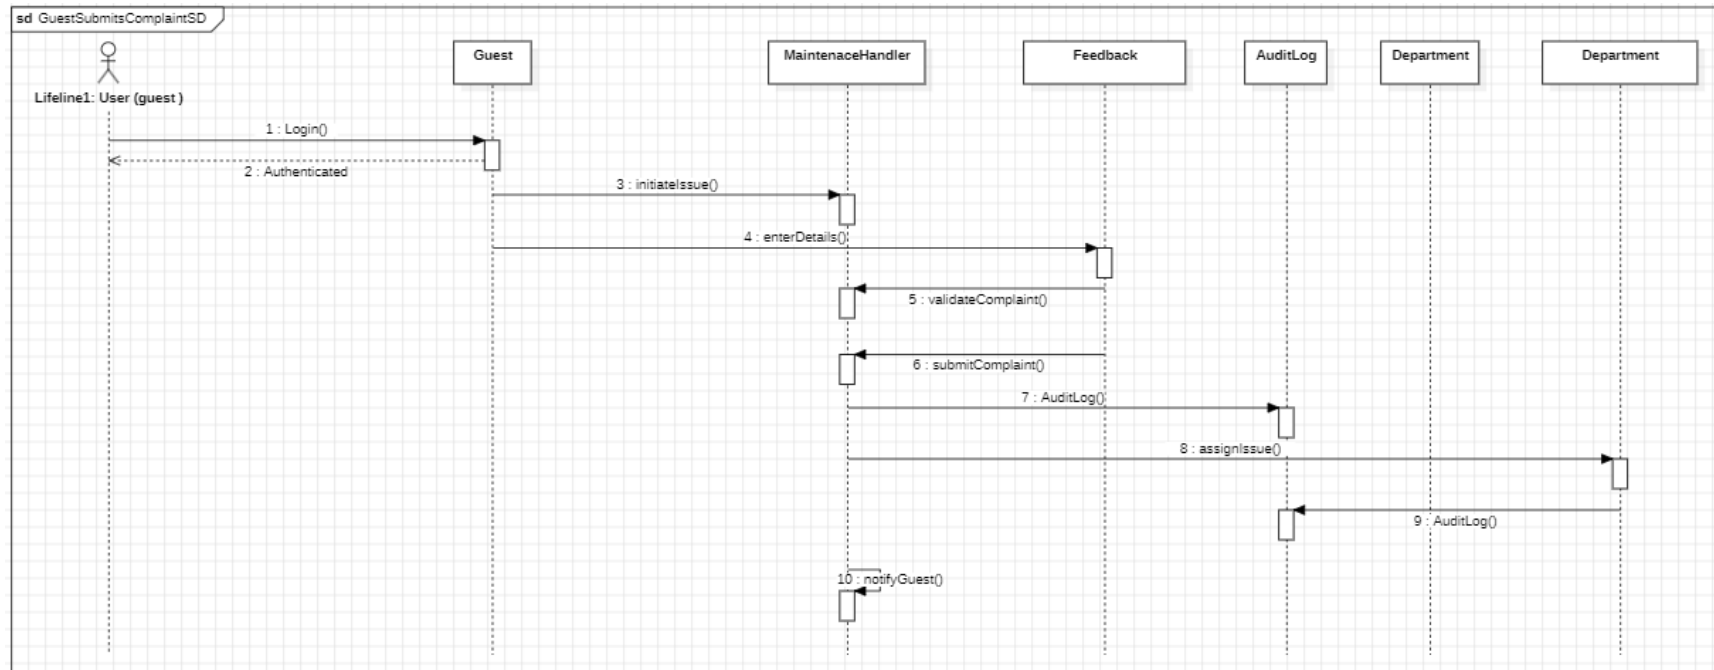 sd GuestSubmitsComplaintSD
Lifeline1: User (guest )
Guest
MaintenaceHandler
Feedback
AuditLog
Department
Department
1 : Login()
2 : Authenticated
3 : initiateIssue()
4 : enterDetails()
5 : validateComplaint()
6 : submitComplaint()
7 : AuditLog()
8 : assignIssue()
9 : AuditLog()
10 : notifyGuest()